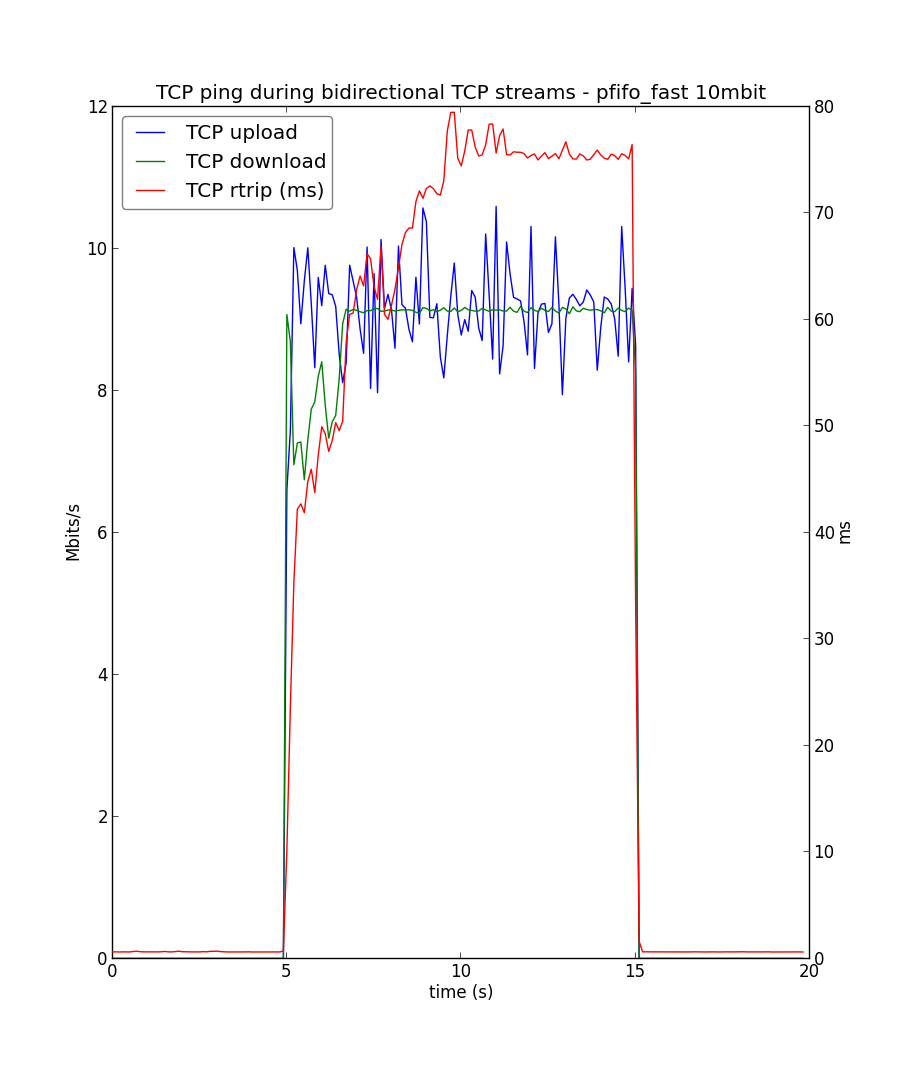 TCP ping during bidirectional TCP streams - pfifo_fast 10mbit
TCP upload
TCP download
TCP rtrip (ms)
12
10
8
6
4
2
0
Mbits/s
80
70
60
50
40
30
20
10
0
ms
0 5 10 15 20
time (s)